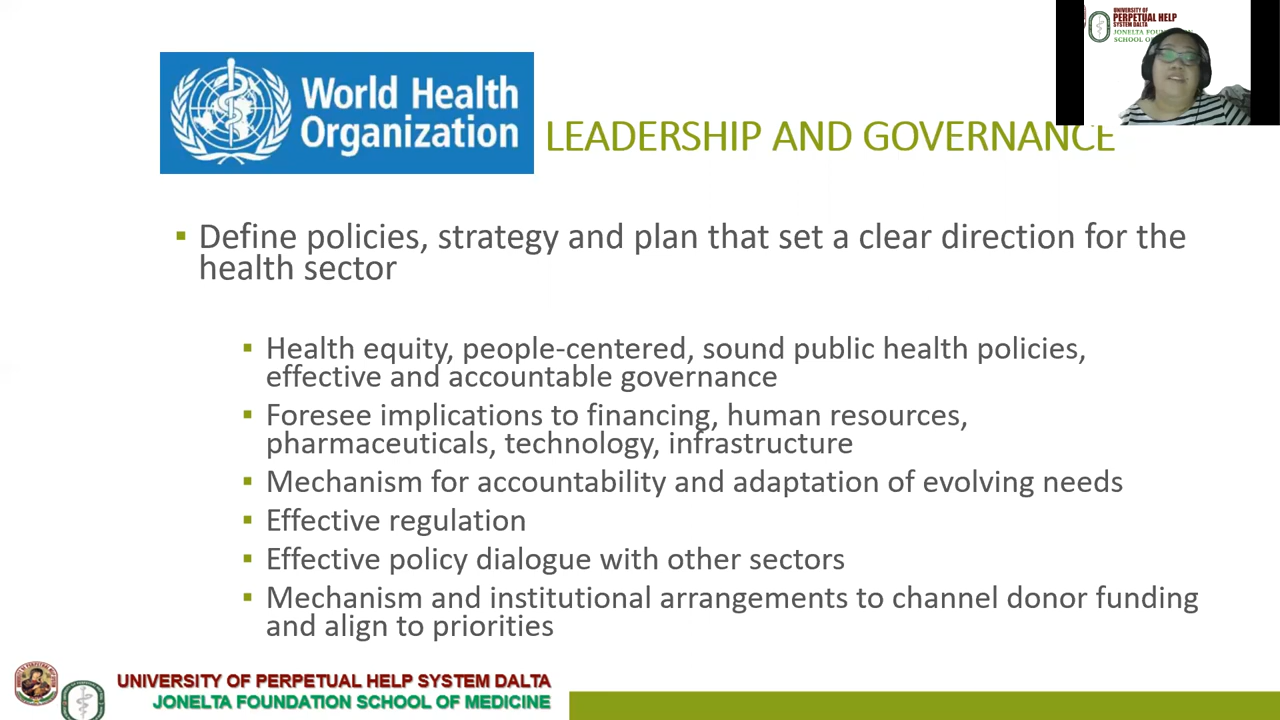 UNIVERSITY OF
PERPETUAL HELP
SYSTEM DALTA
JONELTA FOUN
SCHOOL OF
World Health
Organization
LEADERSHIP AND GOVERNANCE
▪ Define policies, strategy and plan that set a clear direction for the
health sector
▪ Health equity, people-centered, sound public health policies,
effective and accountable governance
▪ Foresee implications to financing, human resources,
pharmaceuticals, technology, infrastructure
▪ Mechanism for accountability and adaptation of evolving needs
▪ Effective regulation
▪ Effective policy dialogue with other sectors
▪ Mechanism and institutional arrangements to channel donor funding
and align to priorities
UNIVERSITY OF PERPETUAL HELP SYSTEM DALTA
JONELTA FOUNDATION SCHOOL OF MEDICINE